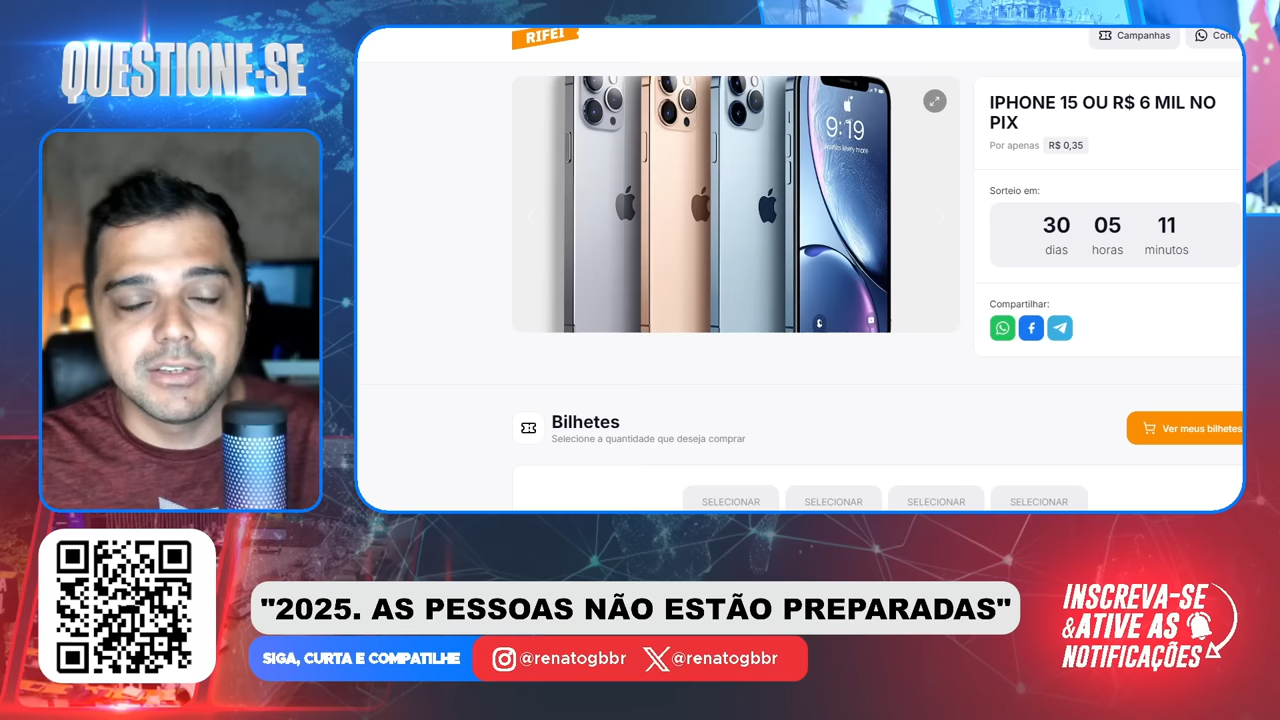 QUESTIONE-SE
RIFEI
Campanhas
IPHONE 15 OU R$ 6 MIL NO
PIX
Por apenas R$ 0,35
9:19
Sorteio em:
30 05 11
dias horas minutos
Compartilhar:
Bilhetes
Selecione a quantidade que deseja comprar
Ver meus bilhetes
SELECIONAR SELECIONAR SELECIONAR SELECIONAR
"2025. AS PESSOAS NÃO ESTÃO PREPARADAS"
SIGA, CURTA E COMPATILHE @renatogbbr @renatogbbr
INSCREVA-SE
&ATIVE AS
NOTIFICAÇÕES